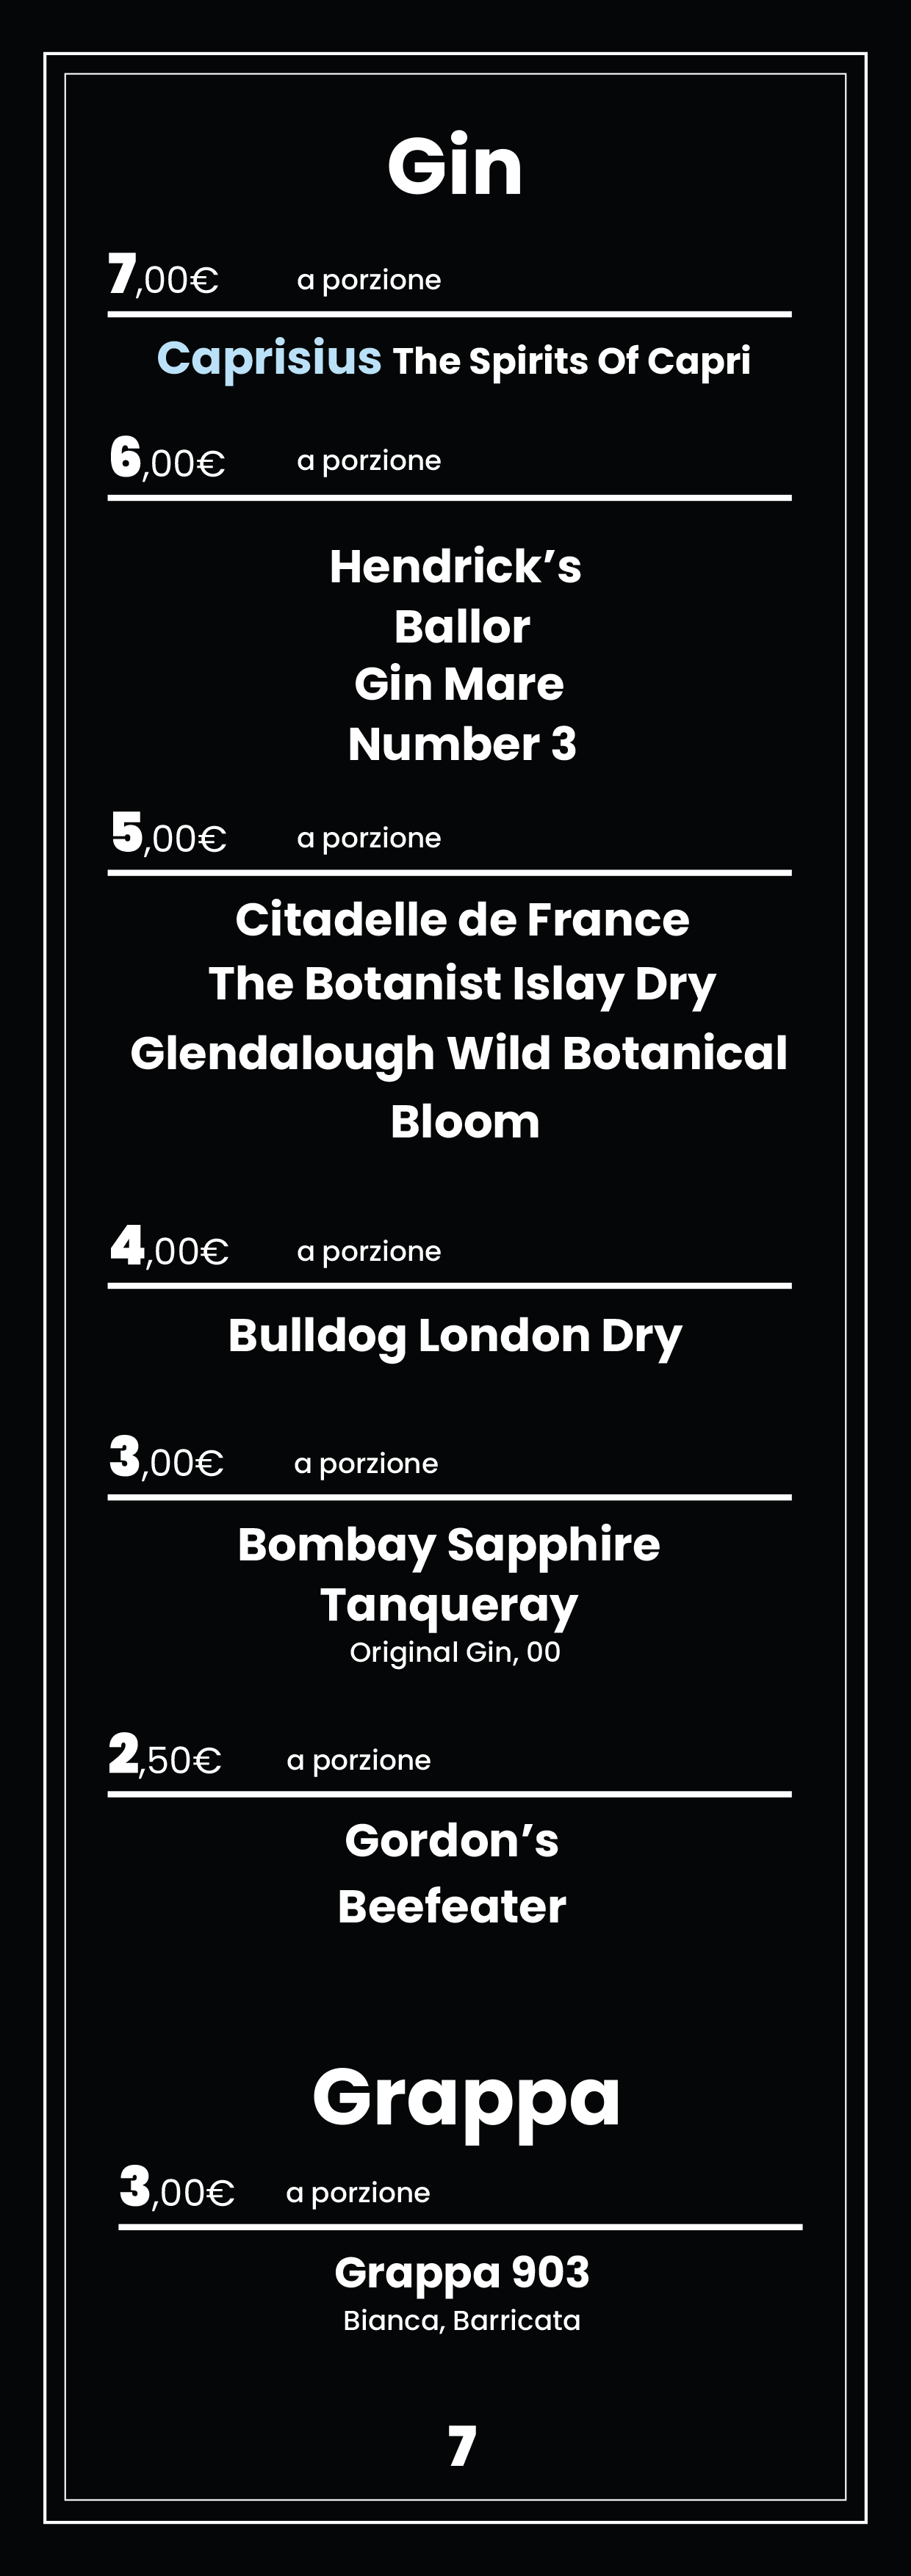 Gin
7,00€ a porzione
Caprisius The Spirits Of Capri
6,00€ a porzione
Hendrick’s
Ballor
Gin Mare
Number 3
5,00€ a porzione
Citadelle de France
The Botanist Islay Dry
Glendalough Wild Botanical
Bloom
4,00€ a porzione
Bulldog London Dry
3,00€ a porzione
Bombay Sapphire
Tanqueray
Original Gin, 00
2,50€ a porzione
Gordon’s
Beefeater
Grappa
3,00€ a porzione
Grappa 903
Bianca, Barricata
7